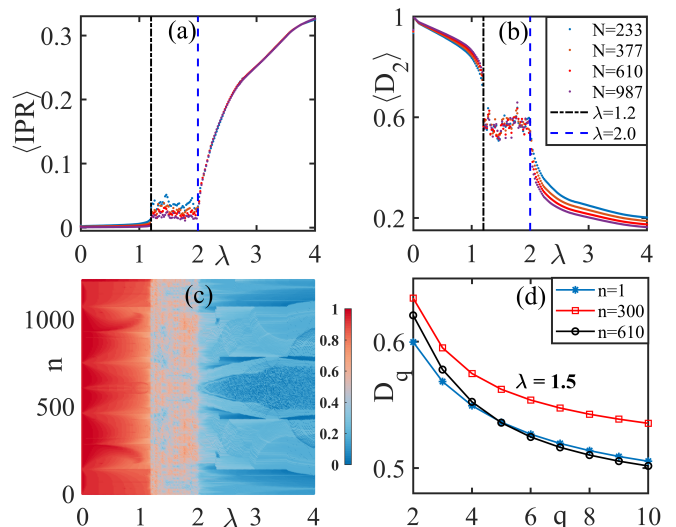 (a)
⟨IPR⟩
0.3
0.2
0.1
0
0 1 2 λ 3 4
(b)
⟨D₂⟩
1
0.6
0.2
N=233
N=377
N=610
N=987
λ=1.2
λ=2.0
0 1 2 λ 3 4
(c)
n
1000
500
0
0 1 2 λ 3 4
1
0.8
0.6
0.4
0.2
0
(d)
D_q
0.6
0.5
n=1
n=300
n=610
λ = 1.5
2 4 6 q 8 10